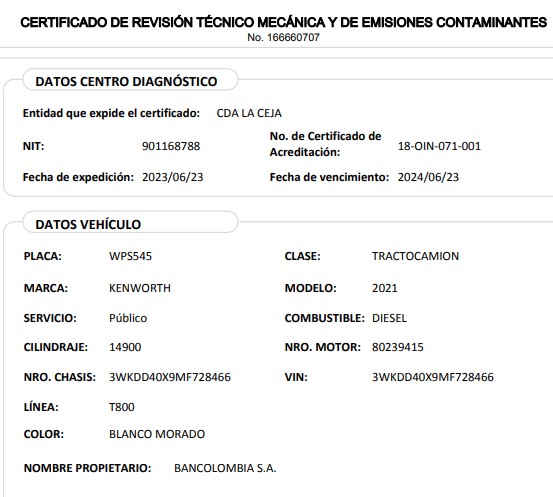 CERTIFICADO DE REVISIÓN TÉCNICO MECÁNICA Y DE EMISIONES CONTAMINANTES
No. 166660707
DATOS CENTRO DIAGNÓSTICO
Entidad que expide el certificado: CDA LA CEJA
NIT: 901168788 No. de Certificado de Acreditación: 18-OIN-071-001
Fecha de expedición: 2023/06/23 Fecha de vencimiento: 2024/06/23
DATOS VEHÍCULO
PLACA: WPS545 CLASE: TRACTOCAMION
MARCA: KENWORTH MODELO: 2021
SERVICIO: Público COMBUSTIBLE: DIESEL
CILINDRAJE: 14900 NRO. MOTOR: 80239415
NRO. CHASIS: 3WKDD40X9MF728466 VIN: 3WKDD40X9MF728466
LÍNEA: T800
COLOR: BLANCO MORADO
NOMBRE PROPIETARIO: BANCOLOMBIA S.A.